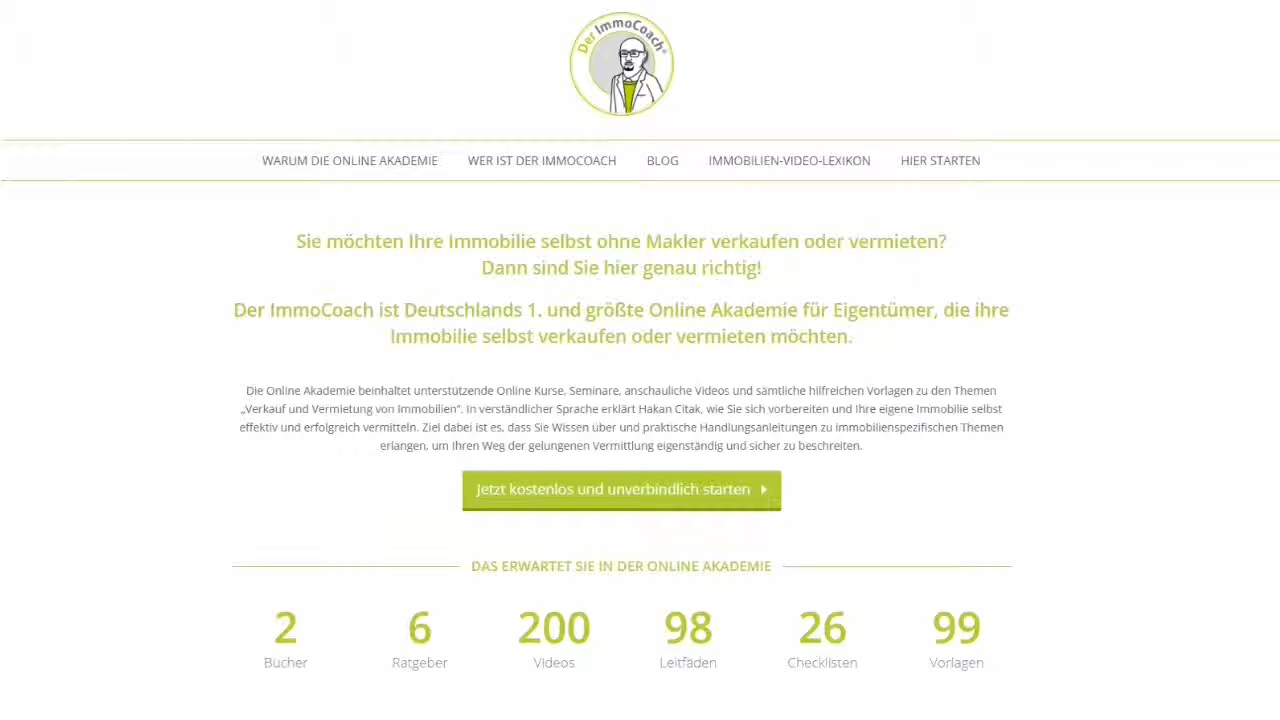 Der ImmoCoach®
WARUM DIE ONLINE AKADEMIE WER IST DER IMMOCOACH BLOG IMMOBILIEN-VIDEO-LEXIKON HIER STARTEN
Sie möchten Ihre Immobilie selbst ohne Makler verkaufen oder vermieten?
Dann sind Sie hier genau richtig!
Der ImmoCoach ist Deutschlands 1. und größte Online Akademie für Eigentümer, die ihre
Immobilie selbst verkaufen oder vermieten möchten.
Die Online Akademie beinhaltet unterstützende Online Kurse, Seminare, anschauliche Videos und sämtliche hilfreichen Vorlagen zu den Themen
„Verkauf und Vermietung von Immobilien“. In verständlicher Sprache erklärt Hakan Citak, wie Sie sich vorbereiten und Ihre eigene Immobilie selbst
effektiv und erfolgreich vermitteln. Ziel dabei ist es, dass Sie Wissen über und praktische Handlungsanleitungen zu immobilienspezifischen Themen
erlangen, um Ihren Weg der gelungenen Vermittlung eigenständig und sicher zu beschreiten.
Jetzt kostenlos und unverbindlich starten
DAS ERWARTET SIE IN DER ONLINE AKADEMIE
2 6 200 98 26 99
Bücher Ratgeber Videos Leitfäden Checklisten Vorlagen